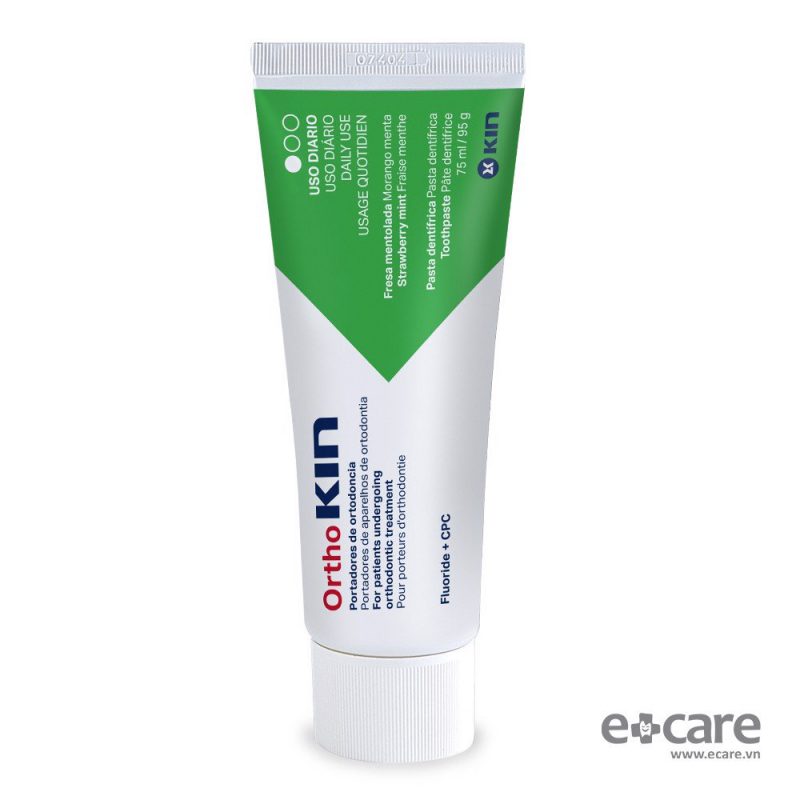 07404
USO DIARIO
USO DIÁRIO
DAILY USE
USAGE QUOTIDIEN
Fresa mentolada Morango menta
Strawberry mint Fraise menthe
Pasta dentífrica Pasta dentífrica
Toothpaste Pâte dentifrice
75 ml / 95 g
KIN
Ortho KIN
Portadores de ortodoncia
Portadores de aparelhos de ortodontia
For patients undergoing
orthodontic treatment
Pour porteurs d'orthodontie
Fluoride + CPC
e+care
www.ecare.vn